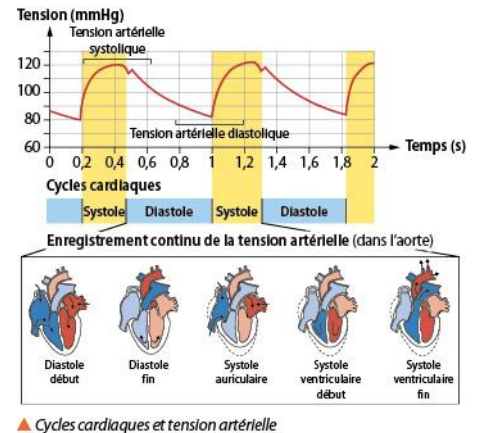 Tension (mmHg)
Tension artérielle
systolique
120
100
80
60
Tension artérielle diastolique
0 0,2 0,4 0,6 0,8 1 1,2 1,4 1,6 1,8 2
Temps (s)
Cycles cardiaques
Systole Diastole Systole Diastole
Enregistrement continu de la tension artérielle (dans l'aorte)
Diastole
début
Diastole
fin
Systole
auriculaire
Systole
ventriculaire
début
Systole
ventriculaire
fin
▲ Cycles cardiaques et tension artérielle